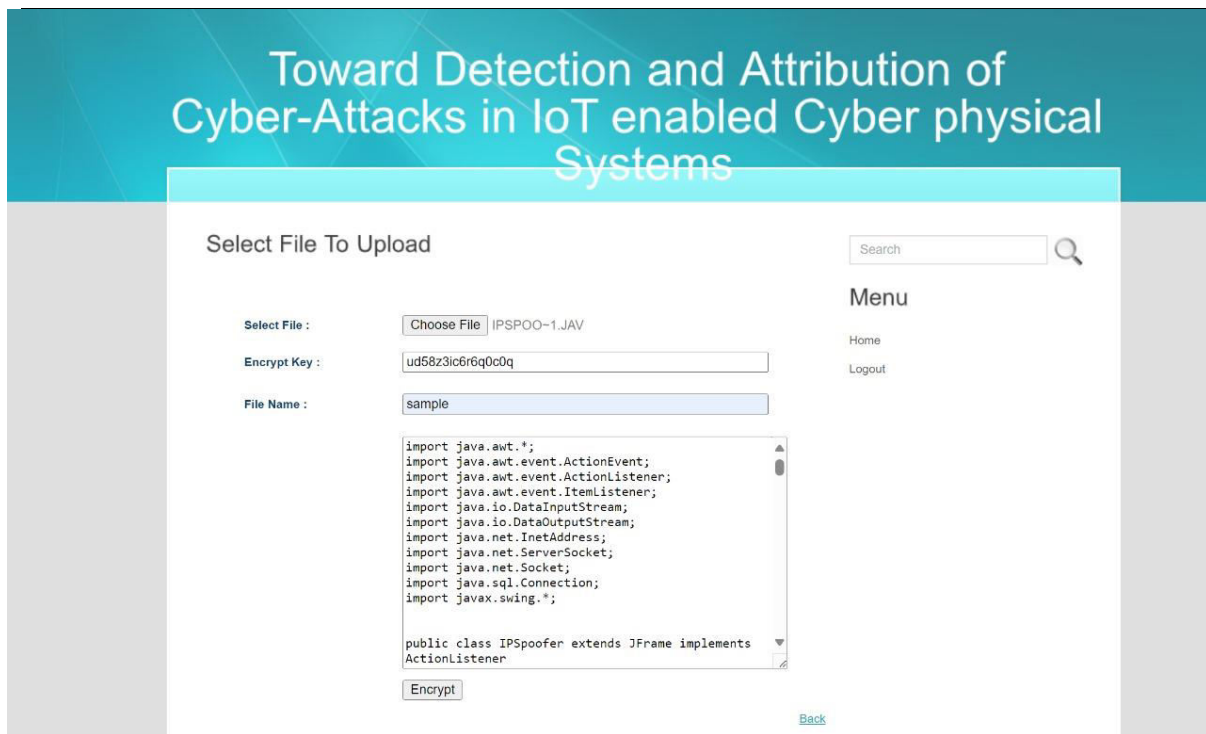 Toward Detection and Attribution of
Cyber-Attacks in IoT enabled Cyber physical
Systems
Select File To Upload
Search
Menu
Home
Logout
Select File :
Choose File IPSPOO~1.JAV
Encrypt Key :
ud58z3ic6r6q0c0q
File Name :
sample
import java.awt.*;
import java.awt.event.ActionEvent;
import java.awt.event.ActionListener;
import java.awt.event.ItemListener;
import java.io.DataInputStream;
import java.io.DataOutputStream;
import java.net.InetAddress;
import java.net.ServerSocket;
import java.net.Socket;
import java.sql.Connection;
import javax.swing.*;
public class IPSpoofer extends JFrame implements
ActionListener
Encrypt
Back